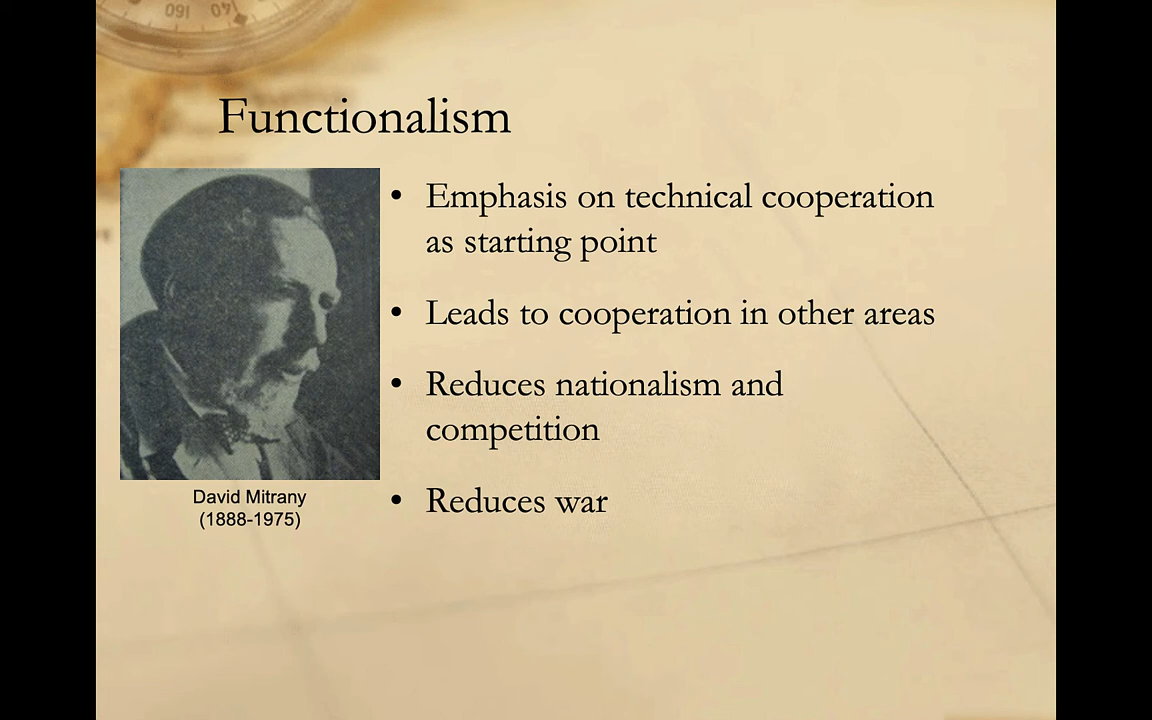 Functionalism
• Emphasis on technical cooperation
as starting point
• Leads to cooperation in other areas
• Reduces nationalism and
competition
• Reduces war
David Mitrany
(1888-1975)